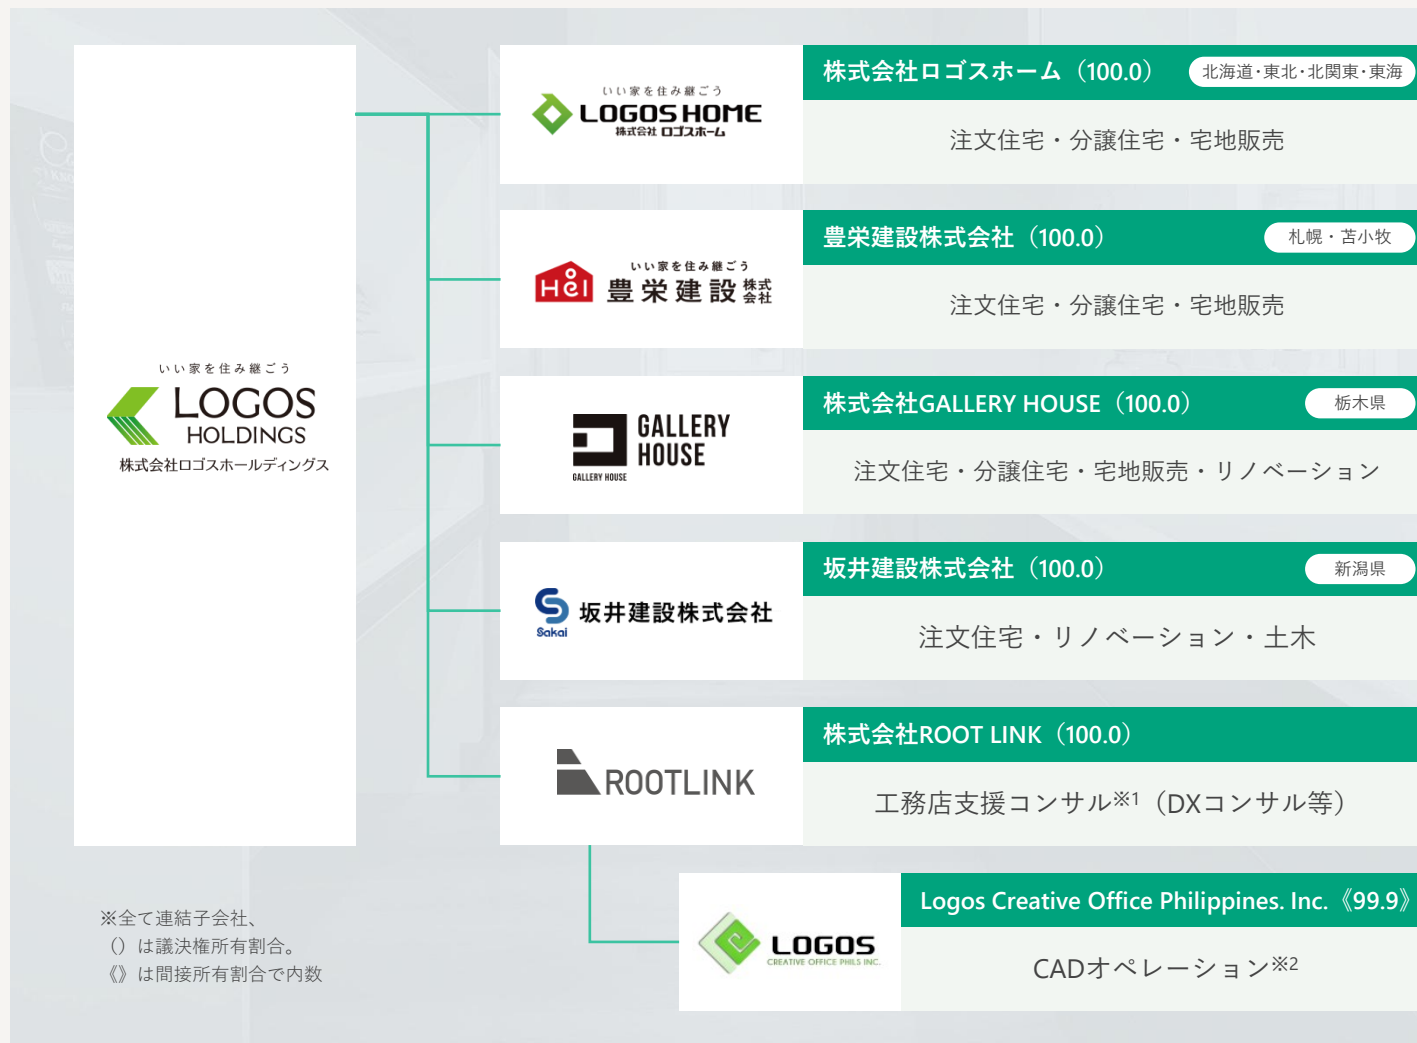 いい家を住み継ごう
LOGOS
HOLDINGS
株式会社ロゴスホールディングス
いい家を住み継ごう
LOGOS HOME
株式会社 ロゴスホーム
株式会社ロゴスホーム（100.0）
北海道・東北・北関東・東海
注文住宅・分譲住宅・宅地販売
いい家を住み継ごう
Hel 豊栄建設 株式会社
豊栄建設株式会社（100.0）
札幌・苫小牧
注文住宅・分譲住宅・宅地販売
GALLERY
HOUSE
GALLERY HOUSE
株式会社GALLERY HOUSE（100.0）
栃木県
注文住宅・分譲住宅・宅地販売・リノベーション
Sakai
坂井建設株式会社
坂井建設株式会社（100.0）
新潟県
注文住宅・リノベーション・土木
ROOTLINK
株式会社ROOT LINK（100.0）
工務店支援コンサル※1（DXコンサル等）
LOGOS
CREATIVE OFFICE PHILS INC.
Logos Creative Office Philippines. Inc.《99.9》
CADオペレーション※2
※全て連結子会社、
（）は議決権所有割合。
《》は間接所有割合で内数